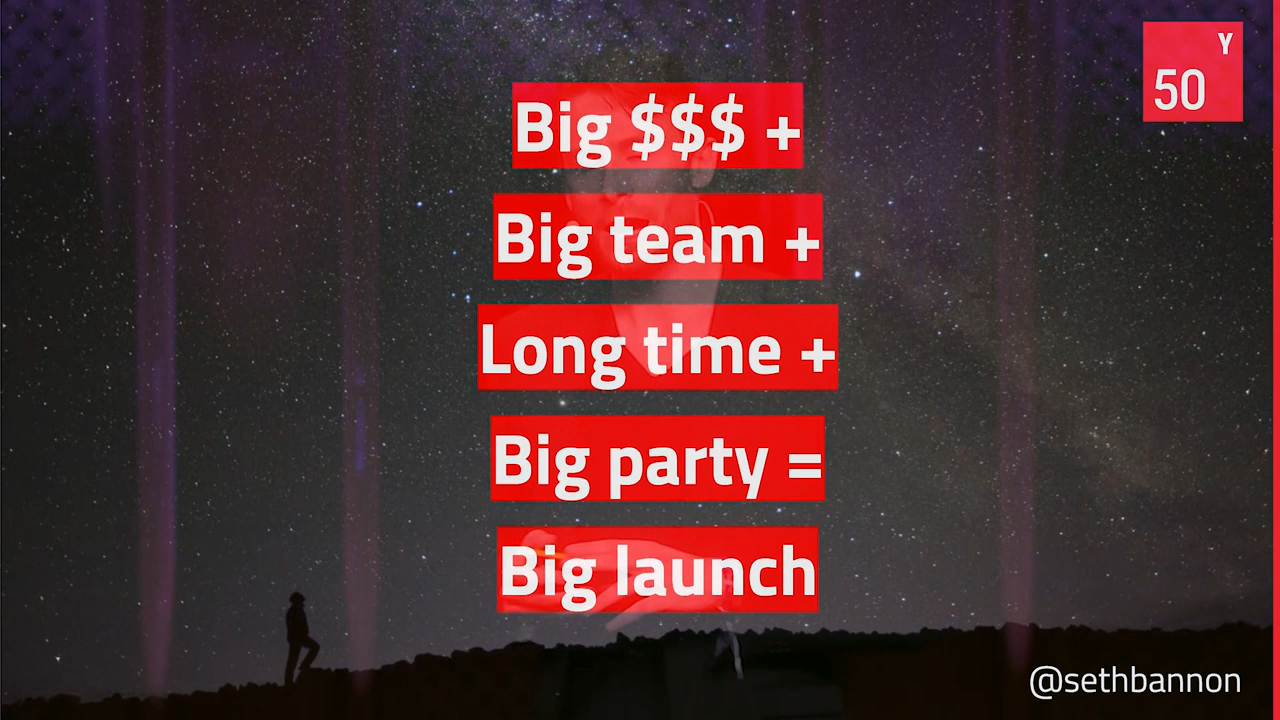 Y
50
Big $$$ +
Big team +
Long time +
Big party =
Big launch
@sethbannon